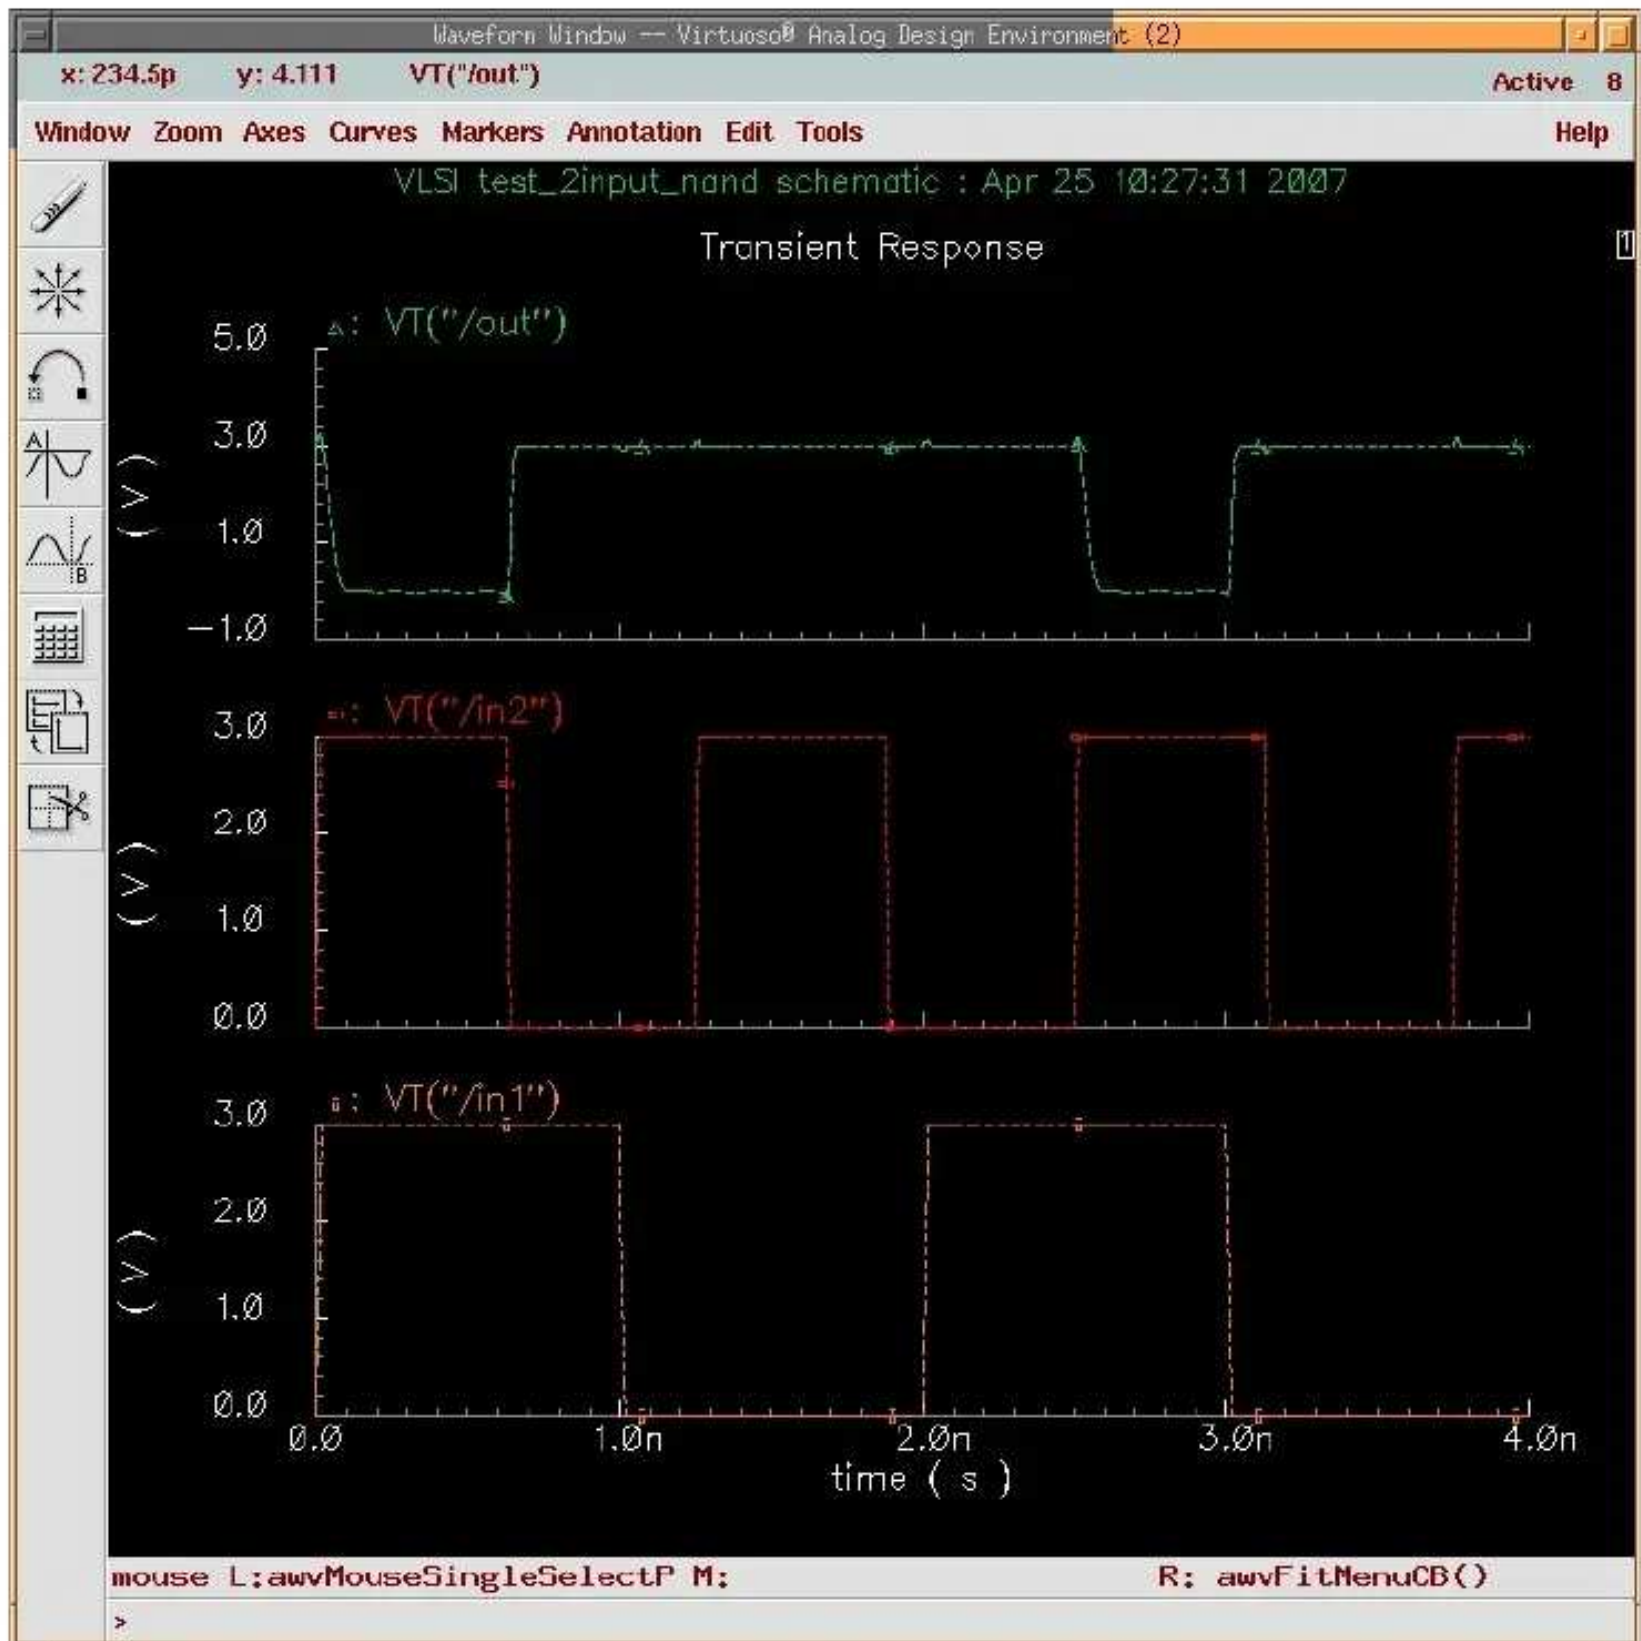 Waveform Window -- Virtuoso® Analog Design Environment (2)
x: 234.5p y: 4.111 VT("/out") Active 8
Window Zoom Axes Curves Markers Annotation Edit Tools Help
VLSI test_2input_nand schematic : Apr 25 10:27:31 2007
Transient Response
1
A
B
▵: VT("/out")
5.0
3.0
1.0
-1.0
(V)
▫: VT("/in2")
3.0
2.0
1.0
0.0
(V)
▫: VT("/in1")
3.0
2.0
1.0
0.0
(V)
0.0 1.0n 2.0n 3.0n 4.0n
time ( s )
mouse L:awvMouseSingleSelectP M: R: awvFitMenuCB()
>